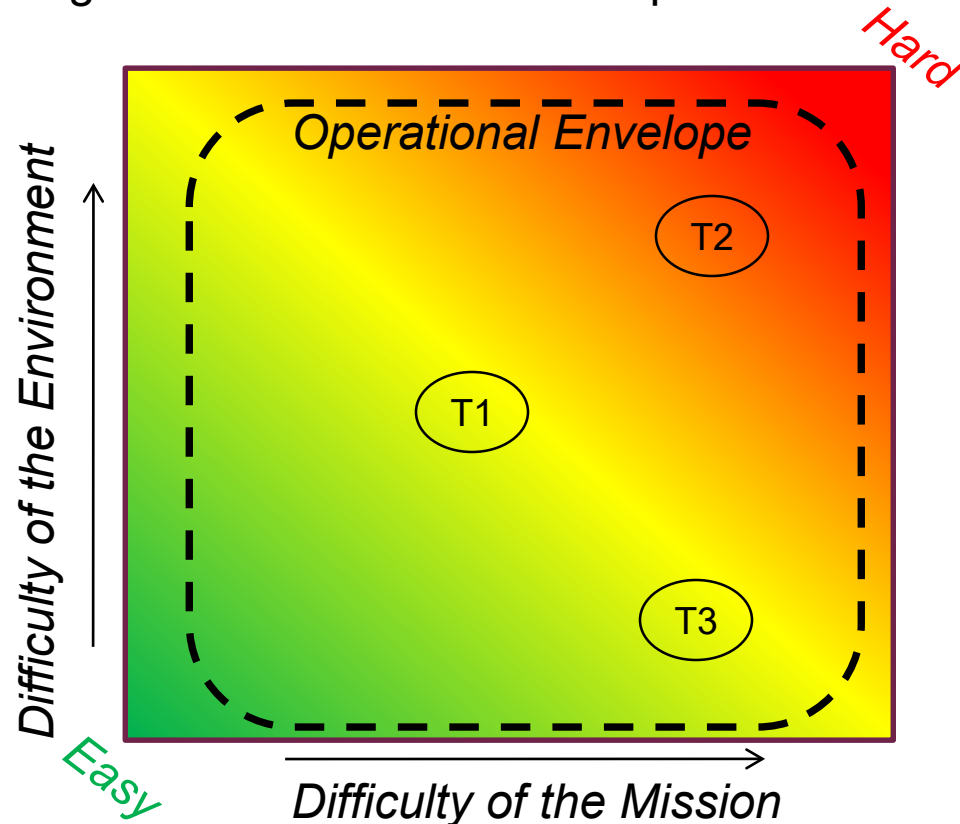 Hard
Operational Envelope
T2
Difficulty of the Environment
T1
T3
Easy
Difficulty of the Mission